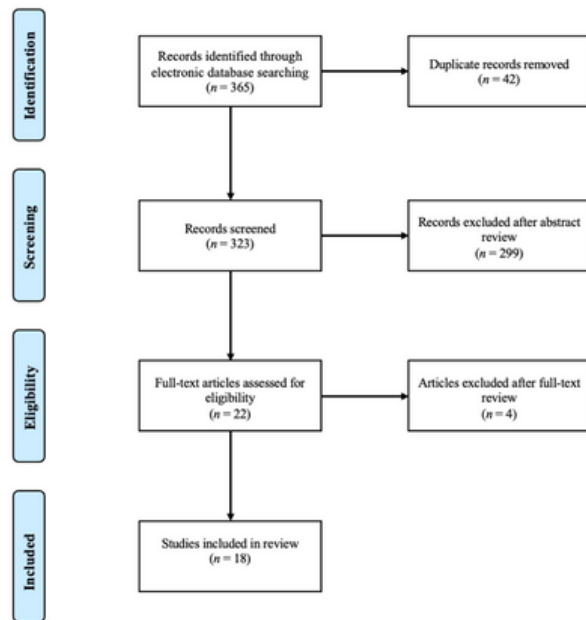 Identification
Records identified through
electronic database searching
(n = 365)
Duplicate records removed
(n = 42)
Screening
Records screened
(n = 323)
Records excluded after abstract
review
(n = 299)
Eligibility
Full-text articles assessed for
eligibility
(n = 22)
Articles excluded after full-text
review
(n = 4)
Included
Studies included in review
(n = 18)